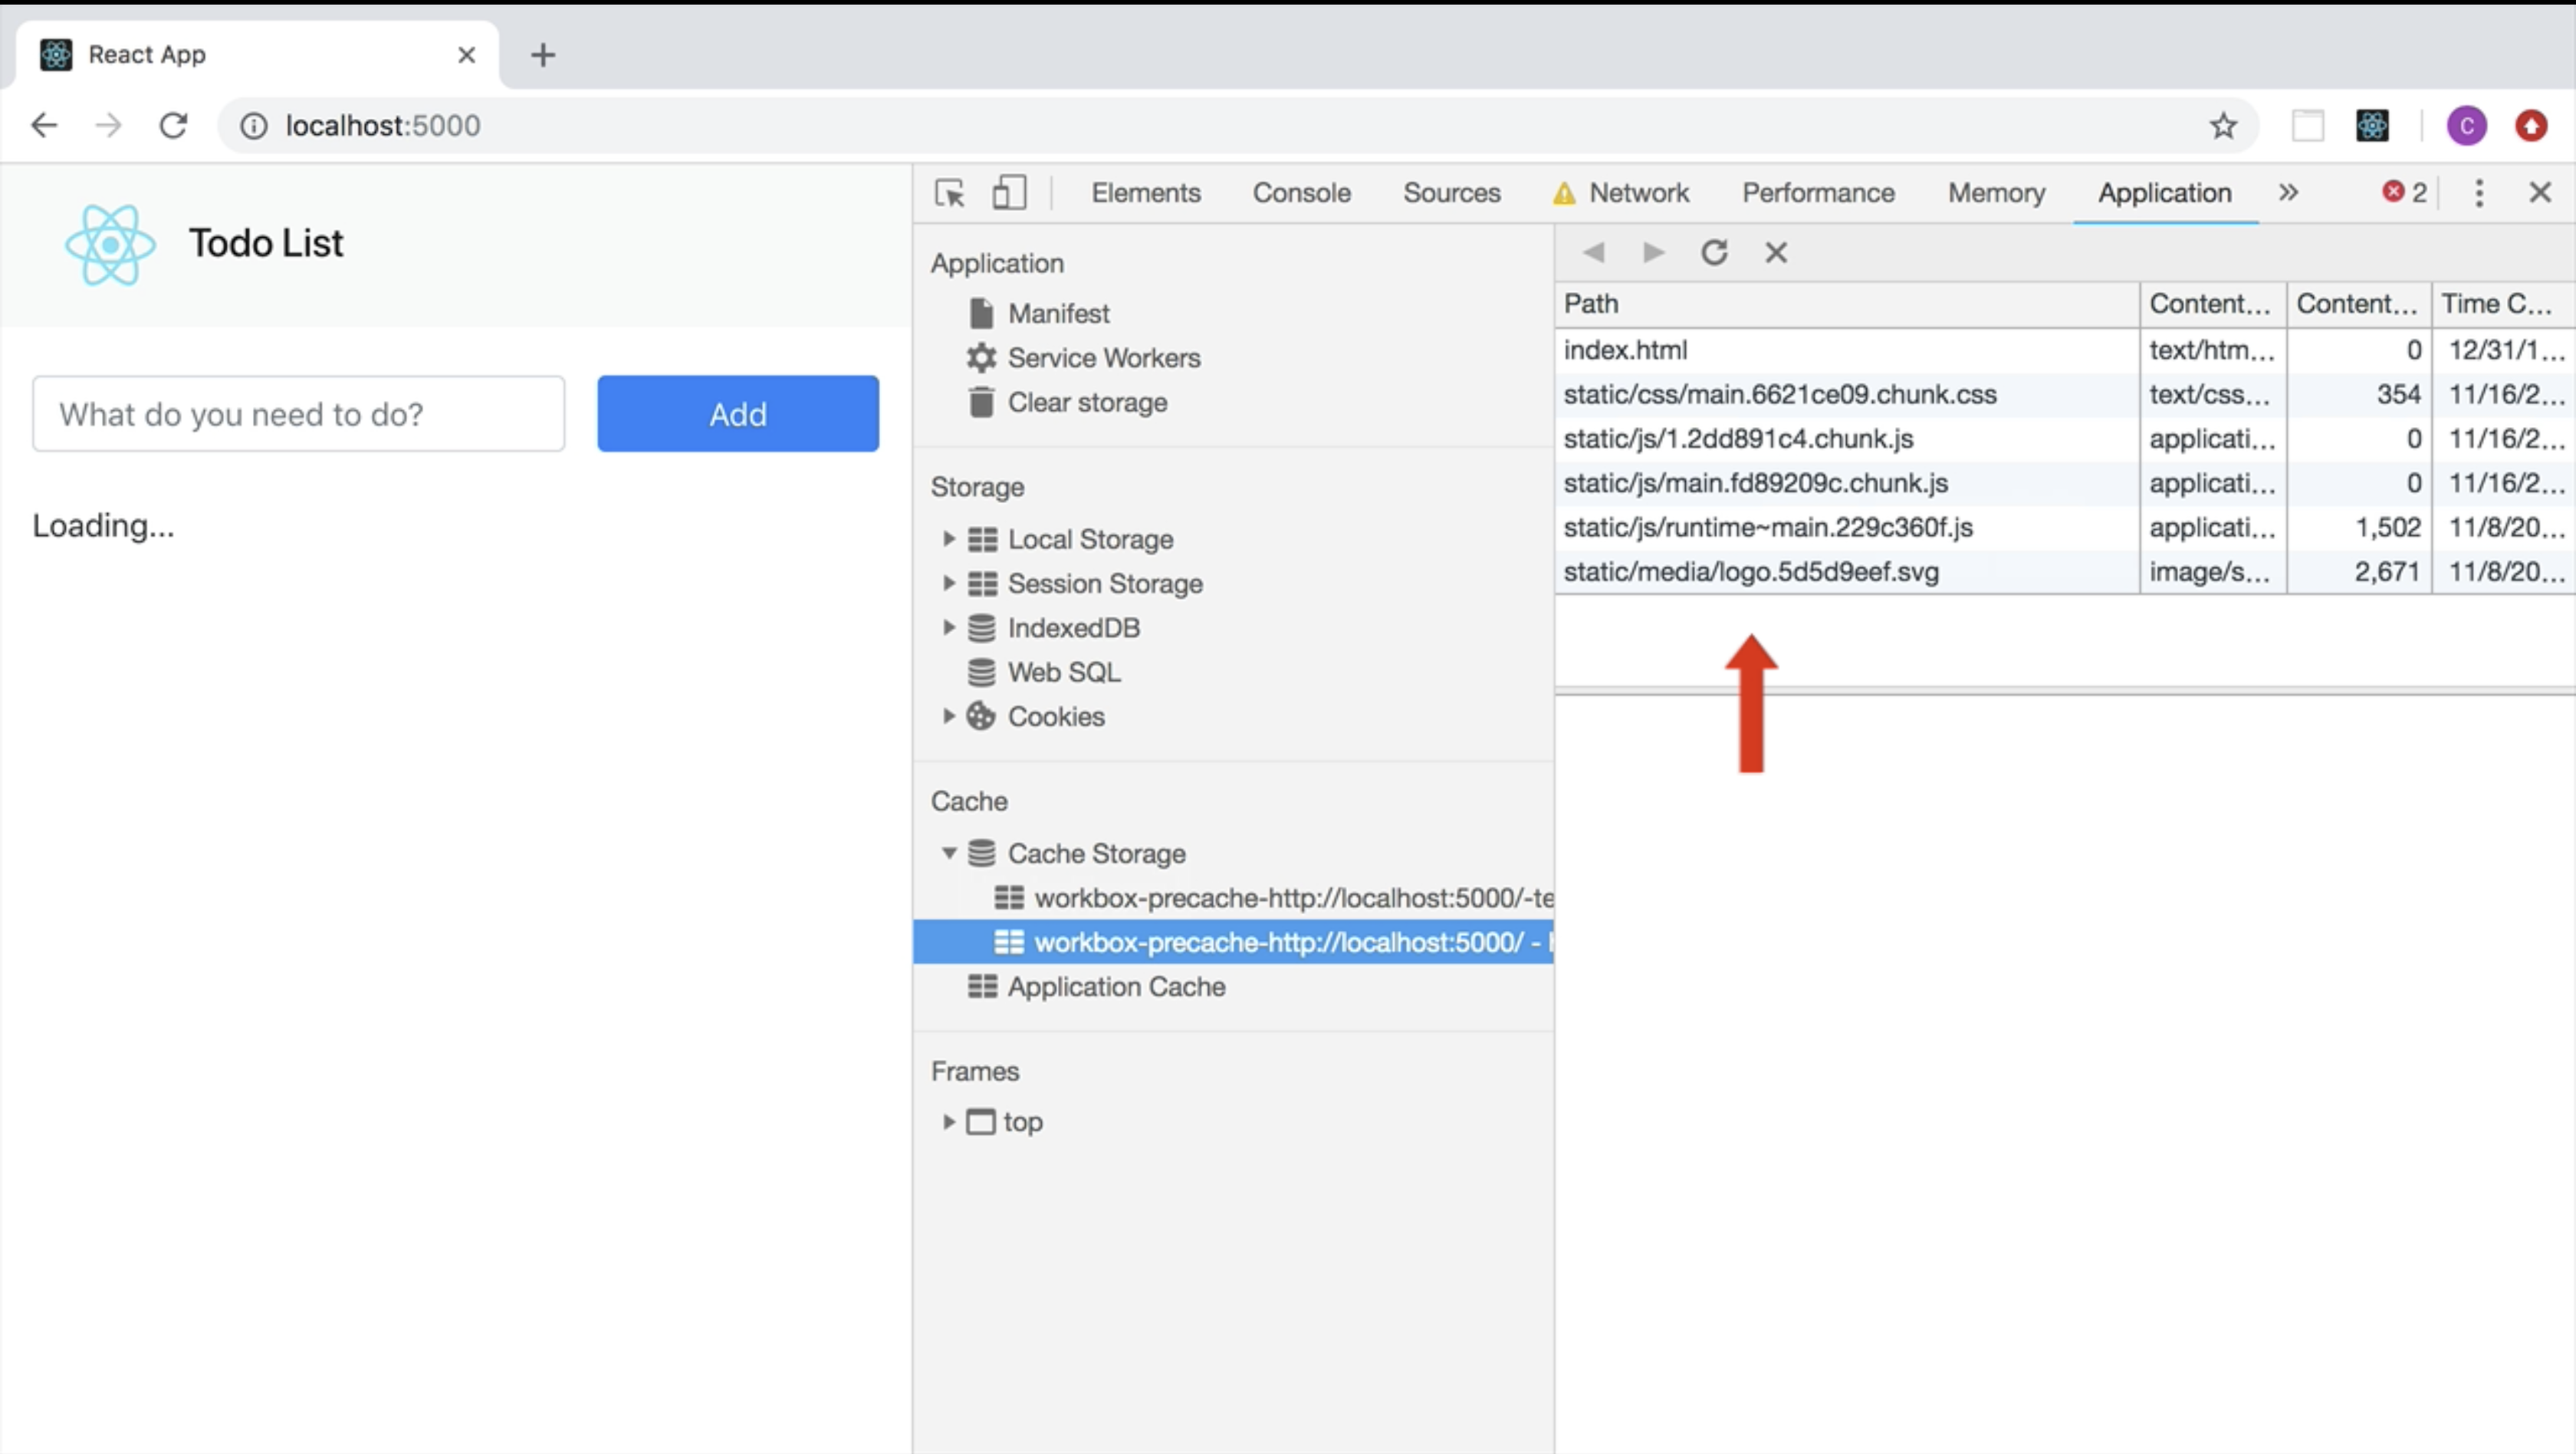 React App
localhost:5000
Todo List
What do you need to do?
Add
Loading...
Elements Console Sources Network Performance Memory Application » 2
Application
Manifest
Service Workers
Clear storage
Storage
Local Storage
Session Storage
IndexedDB
Web SQL
Cookies
Cache
Cache Storage
workbox-precache-http://localhost:5000/-te
workbox-precache-http://localhost:5000/ -
Application Cache
Frames
top
Path Content... Content... Time C...
index.html text/htm... 0 12/31/1...
static/css/main.6621ce09.chunk.css text/css... 354 11/16/2...
static/js/1.2dd891c4.chunk.js applicati... 0 11/16/2...
static/js/main.fd89209c.chunk.js applicati... 0 11/16/2...
static/js/runtime~main.229c360f.js applicati... 1,502 11/8/20...
static/media/logo.5d5d9eef.svg image/s... 2,671 11/8/20...
C